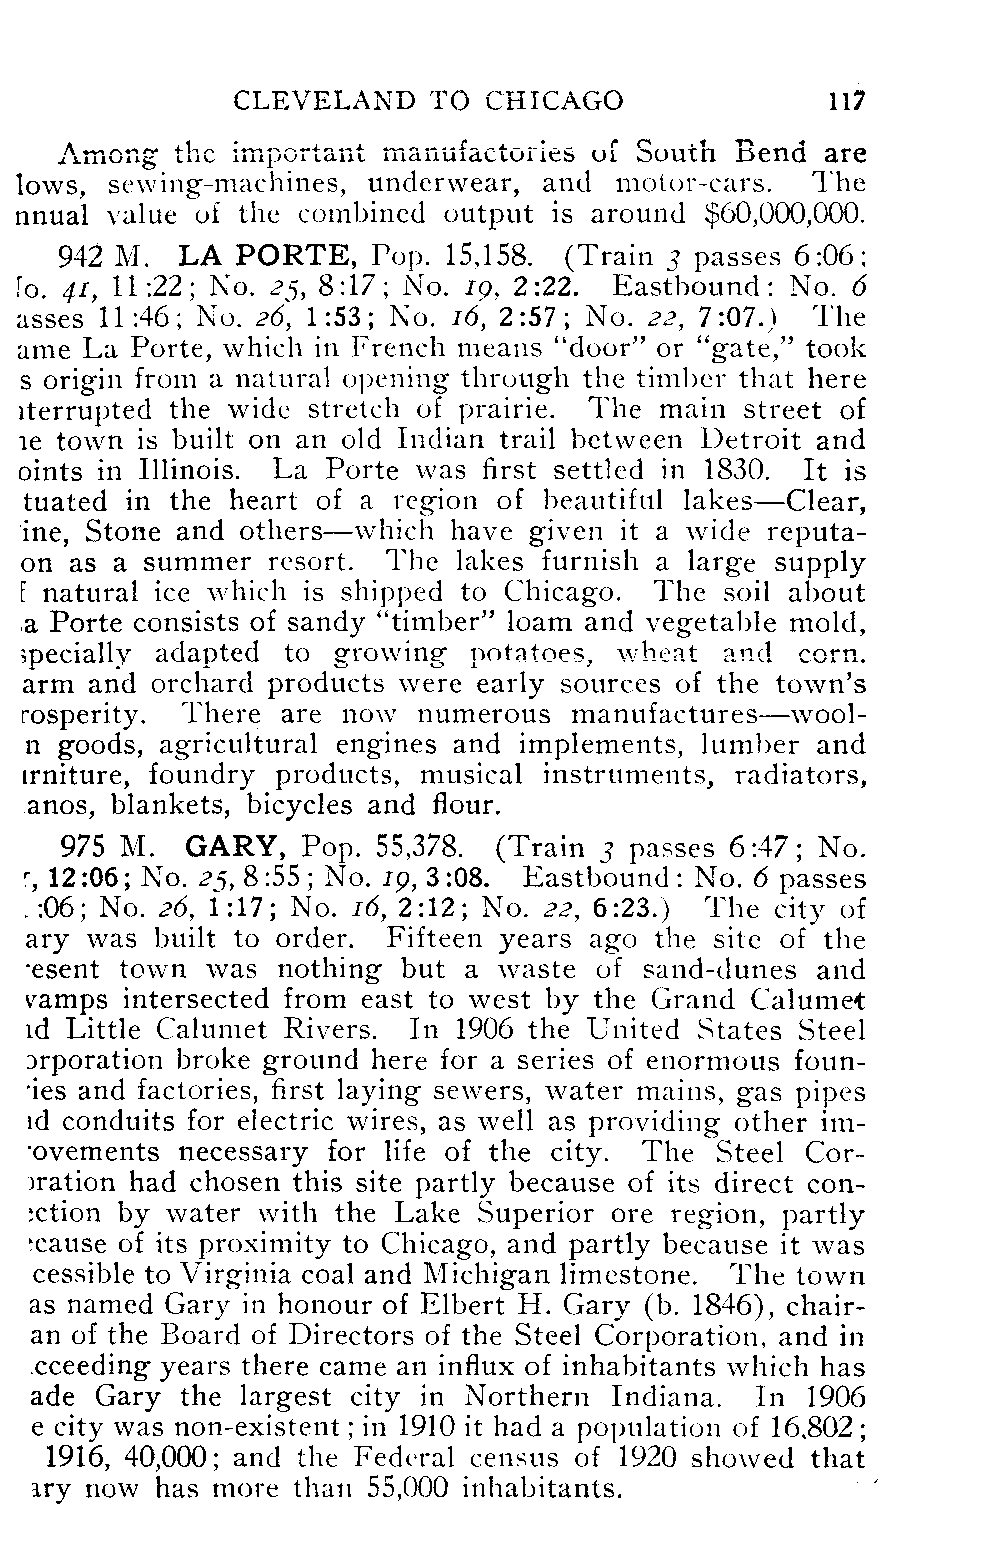 CLEVELAND TO CHICAGO 117
Among the important manufactories of South Bend are
lows, sewing-machines, underwear, and motor-cars. The
nnual value of the combined output is around $60,000,000.
942 M. LA PORTE, Pop. 15,158. (Train 3 passes 6:06;
o. 41, 11:22; No. 25, 8:17; No. 19, 2:22. Eastbound: No. 6
asses 11:46; No. 26, 1:53; No. 16, 2:57; No. 22, 7:07.) The
ame La Porte, which in French means “door” or “gate,” took
s origin from a natural opening through the timber that here
terrupted the wide stretch of prairie. The main street of
e town is built on an old Indian trail between Detroit and
oints in Illinois. La Porte was first settled in 1830. It is
tuated in the heart of a region of beautiful lakes—Clear,
ine, Stone and others—which have given it a wide reputa-
on as a summer resort. The lakes furnish a large supply
f natural ice which is shipped to Chicago. The soil about
a Porte consists of sandy “timber” loam and vegetable mold,
specially adapted to growing potatoes, wheat and corn.
arm and orchard products were early sources of the town’s
rosperity. There are now numerous manufactures—wool-
n goods, agricultural engines and implements, lumber and
rniture, foundry products, musical instruments, radiators,
anos, blankets, bicycles and flour.
975 M. GARY, Pop. 55,378. (Train 3 passes 6:47; No.
, 12:06; No. 25, 8:55; No. 19, 3:08. Eastbound: No. 6 passes
:06; No. 26, 1:17; No. 16, 2:12; No. 22, 6:23.) The city of
ary was built to order. Fifteen years ago the site of the
esent town was nothing but a waste of sand-dunes and
vamps intersected from east to west by the Grand Calumet
d Little Calumet Rivers. In 1906 the United States Steel
orporation broke ground here for a series of enormous foun-
ries and factories, first laying sewers, water mains, gas pipes
d conduits for electric wires, as well as providing other im-
ovements necessary for life of the city. The Steel Cor-
oration had chosen this site partly because of its direct con-
ection by water with the Lake Superior ore region, partly
ecause of its proximity to Chicago, and partly because it was
cessible to Virginia coal and Michigan limestone. The town
as named Gary in honour of Elbert H. Gary (b. 1846), chair-
an of the Board of Directors of the Steel Corporation, and in
cceeding years there came an influx of inhabitants which has
ade Gary the largest city in Northern Indiana. In 1906
e city was non-existent; in 1910 it had a population of 16,802;
1916, 40,000; and the Federal census of 1920 showed that
ary now has more than 55,000 inhabitants.